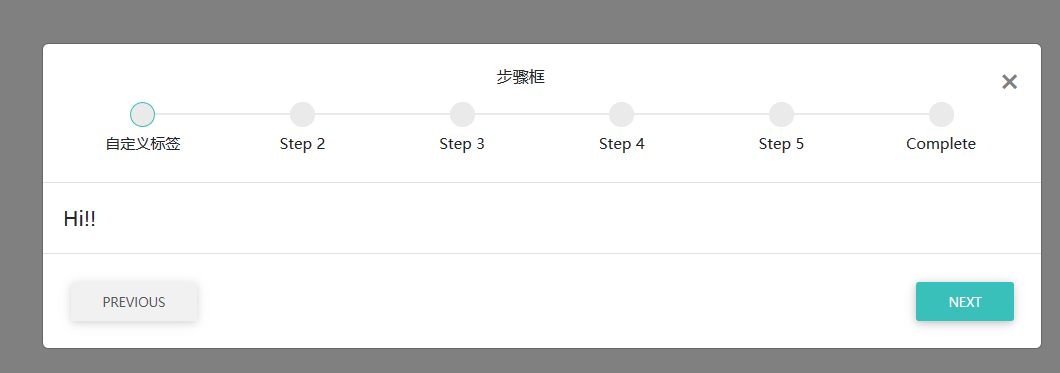 步骤框
×
自定义标签 Step 2 Step 3 Step 4 Step 5 Complete
Hi!!
PREVIOUS NEXT